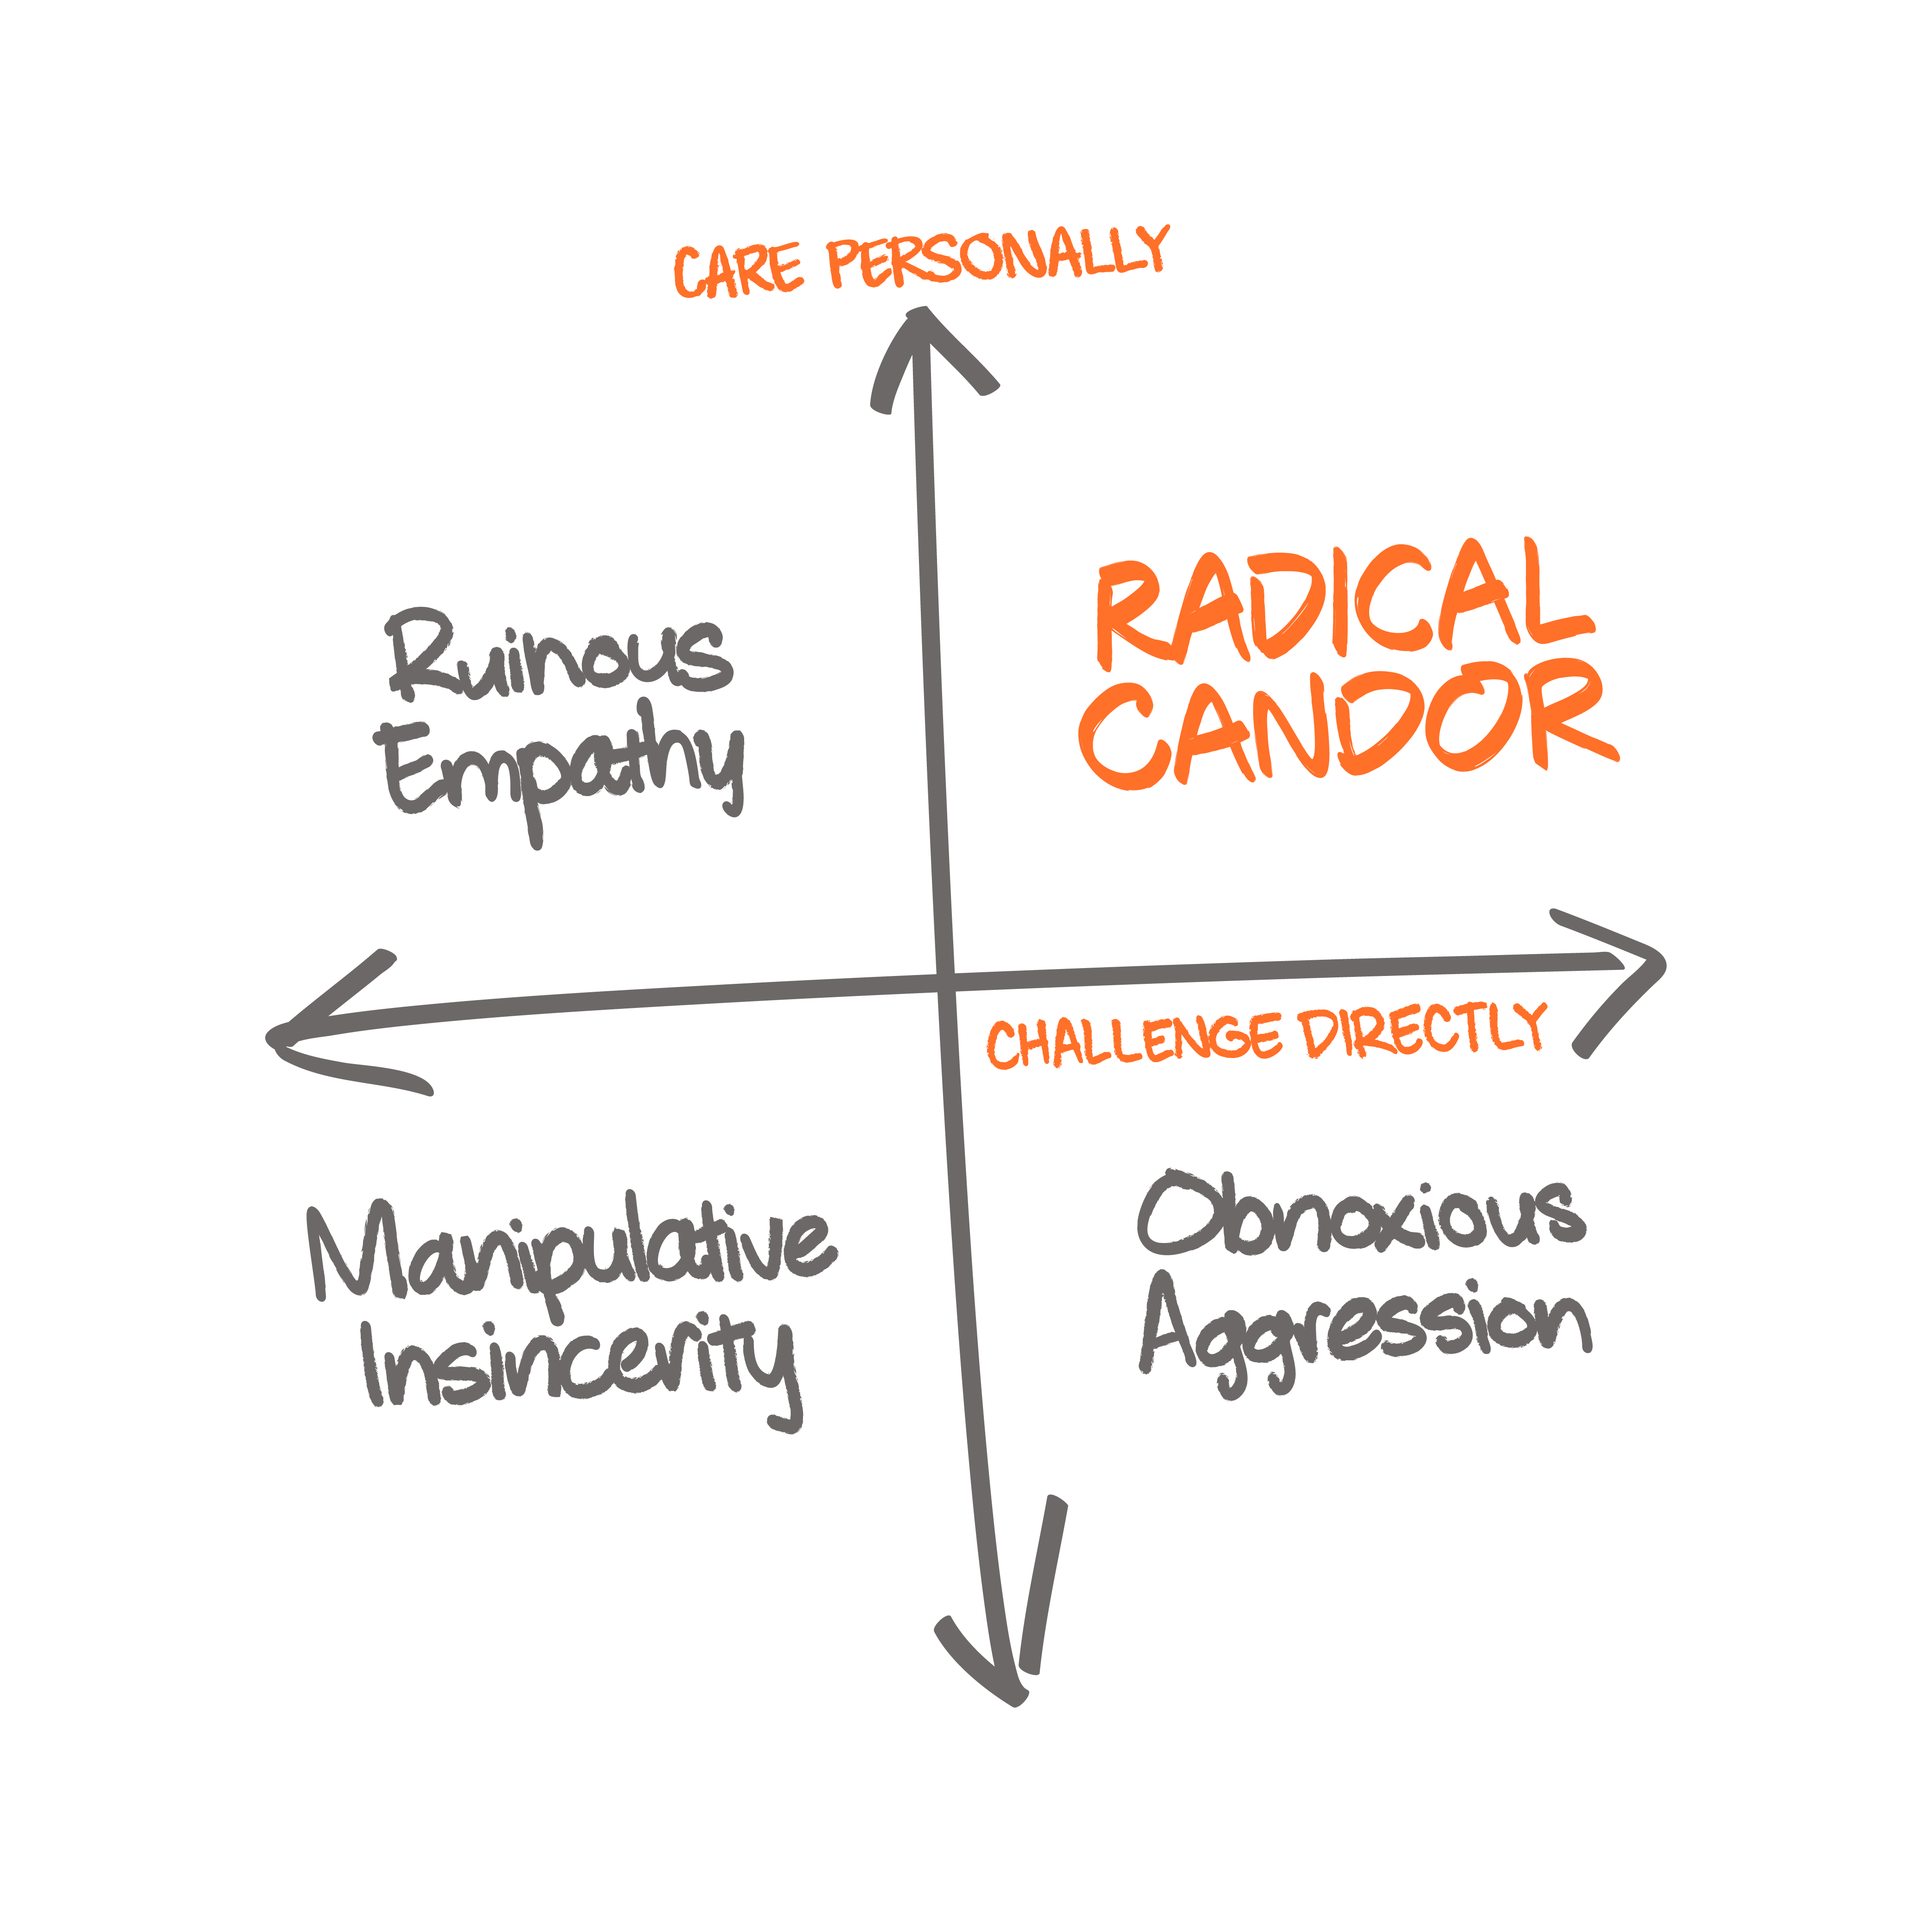 CARE PERSONALLY
Ruinous
Empathy
RADICAL
CANDOR
CHALLENGE DIRECTLY
Manipulative
Insincerity
Obnoxious
Aggression